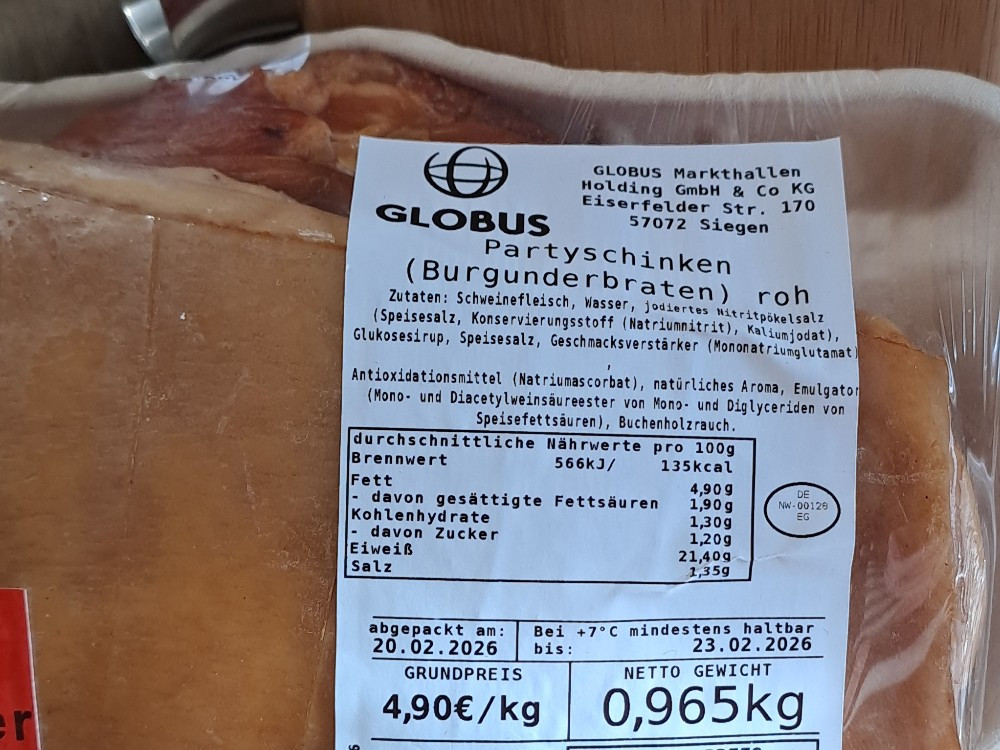 GLOBUS
GLOBUS Markthallen
Holding GmbH & Co KG
Eiserfelder Str. 170
57072 Siegen
Partyschinken
(Burgunderbraten) roh
Zutaten: Schweinefleisch, Wasser, jodiertes Nitritpökelsalz
(Speisesalz, Konservierungsstoff (Natriumnitrit), Kaliumjodat),
Glukosesirup, Speisesalz, Geschmacksverstärker (Mononatriumglutamat)
,
Antioxidationsmittel (Natriumascorbat), natürliches Aroma, Emulgator
(Mono- und Diacetylweinsäureester von Mono- und Diglyceriden von
Speisefettsäuren), Buchenholzrauch.
durchschnittliche Nährwerte pro 100g
Brennwert 566kJ/ 135kcal
Fett 4,90g
- davon gesättigte Fettsäuren 1,90g
Kohlenhydrate 1,30g
- davon Zucker 1,20g
Eiweiß 21,40g
Salz 1,35g
DE
NW-00128
EG
abgepackt am:
20.02.2026
Bei +7°C mindestens haltbar
bis: 23.02.2026
GRUNDPREIS
4,90€/kg
NETTO GEWICHT
0,965kg
er